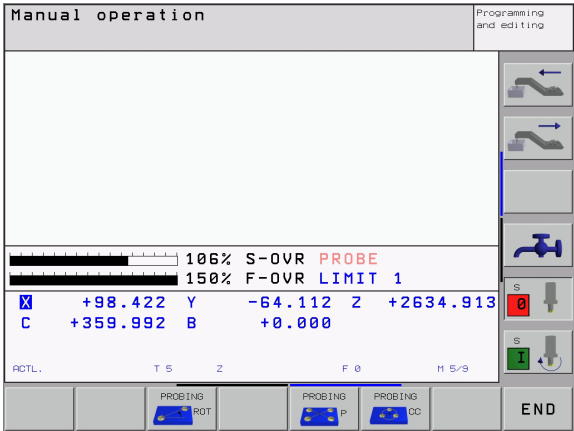 Manual operation
Programming
and editing
106% S-OVR PROBE
150% F-OVR LIMIT 1
X +98.422 Y -64.112 Z +2634.913
C +359.992 B +0.000
ACTL. T 5 Z F 0 M 5/9
S
0
S
I
PROBING
ROT
PROBING
P
PROBING
CC
END